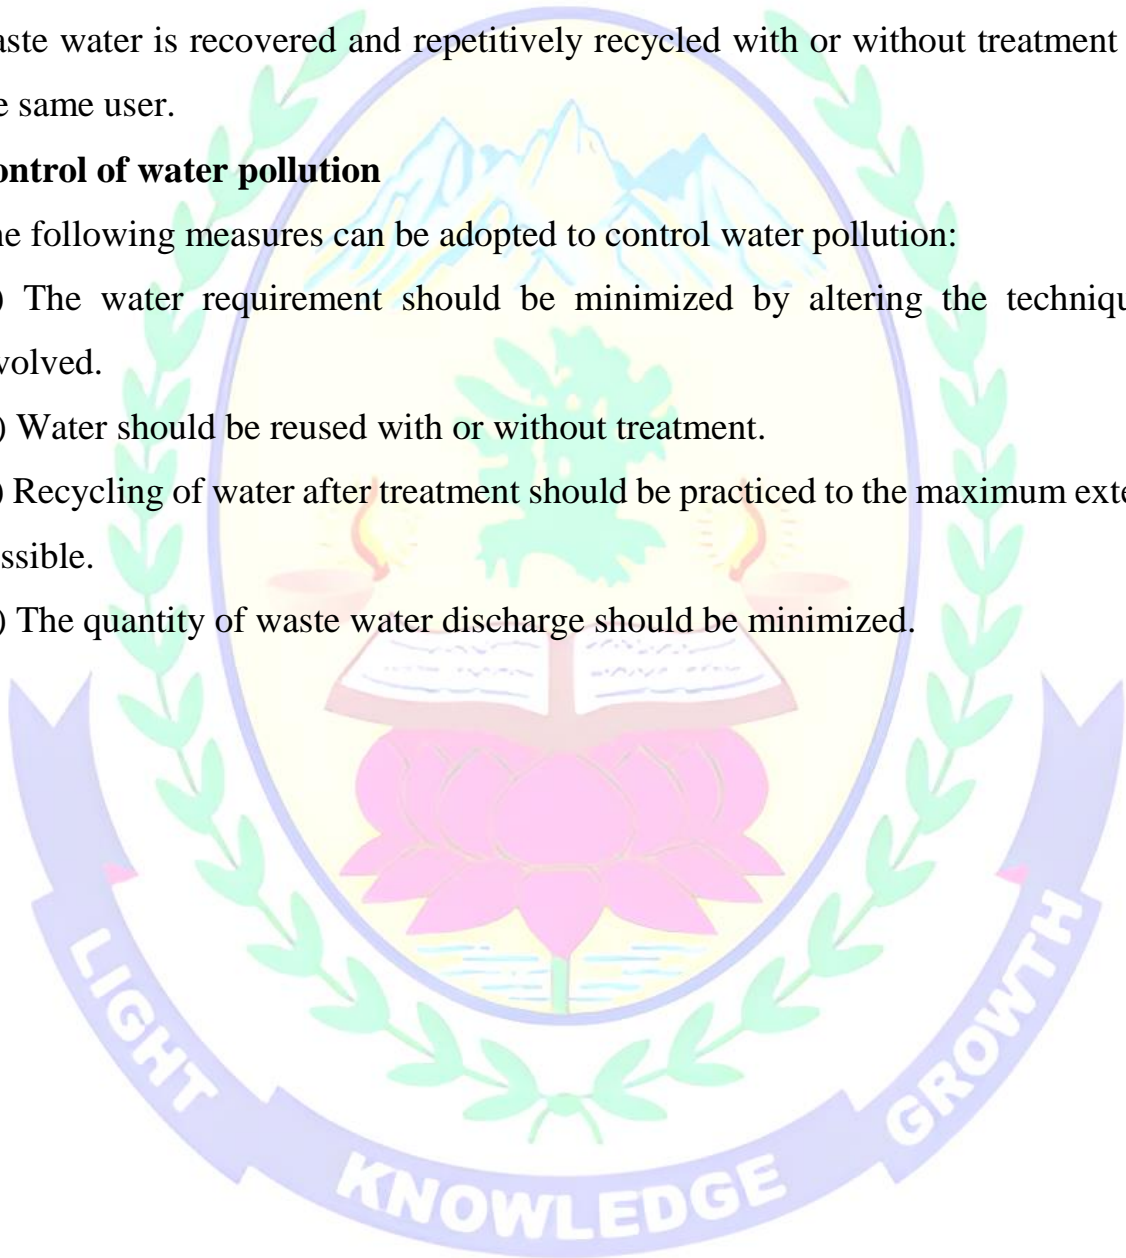 aste water is recovered and repetitively recycled with or without treatment
e same user.
ontrol of water pollution
he following measures can be adopted to control water pollution:
) The water requirement should be minimized by altering the techniqu
volved.
) Water should be reused with or without treatment.
) Recycling of water after treatment should be practiced to the maximum exte
ssible.
) The quantity of waste water discharge should be minimized.
LIGHT
KNOWLEDGE
GROWTH